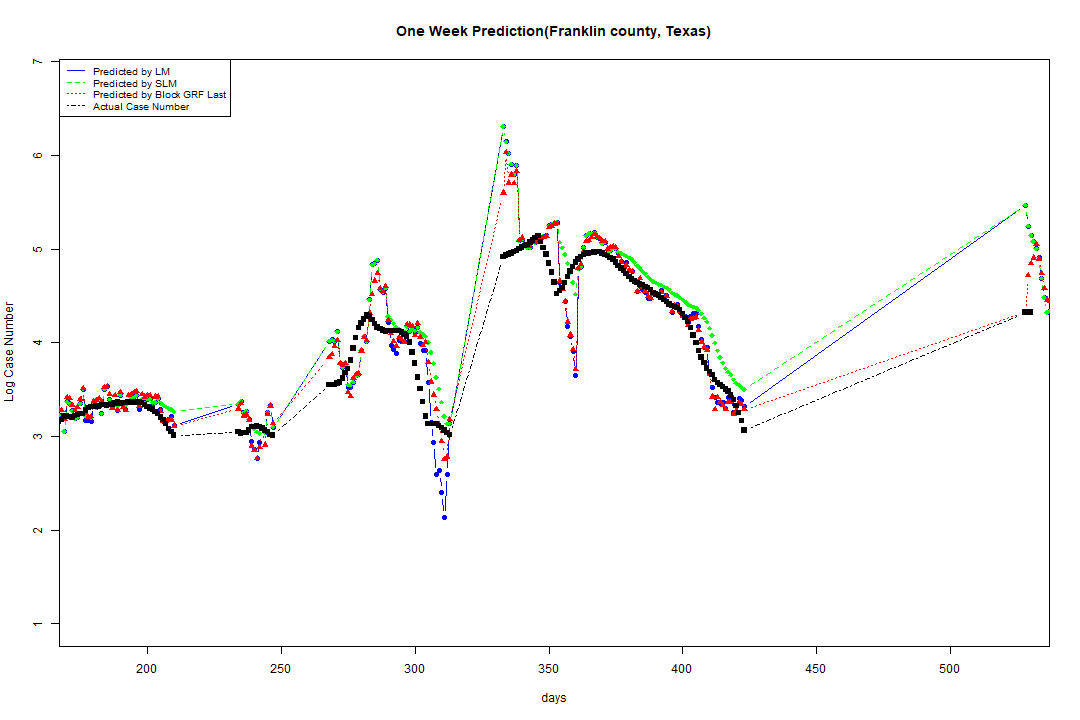 One Week Prediction(Franklin county, Texas)
Predicted by LM
Predicted by SLM
Predicted by Block GRF Last
Actual Case Number
7
6
5
4
3
2
1
Log Case Number
200 250 300 350 400 450 500
days